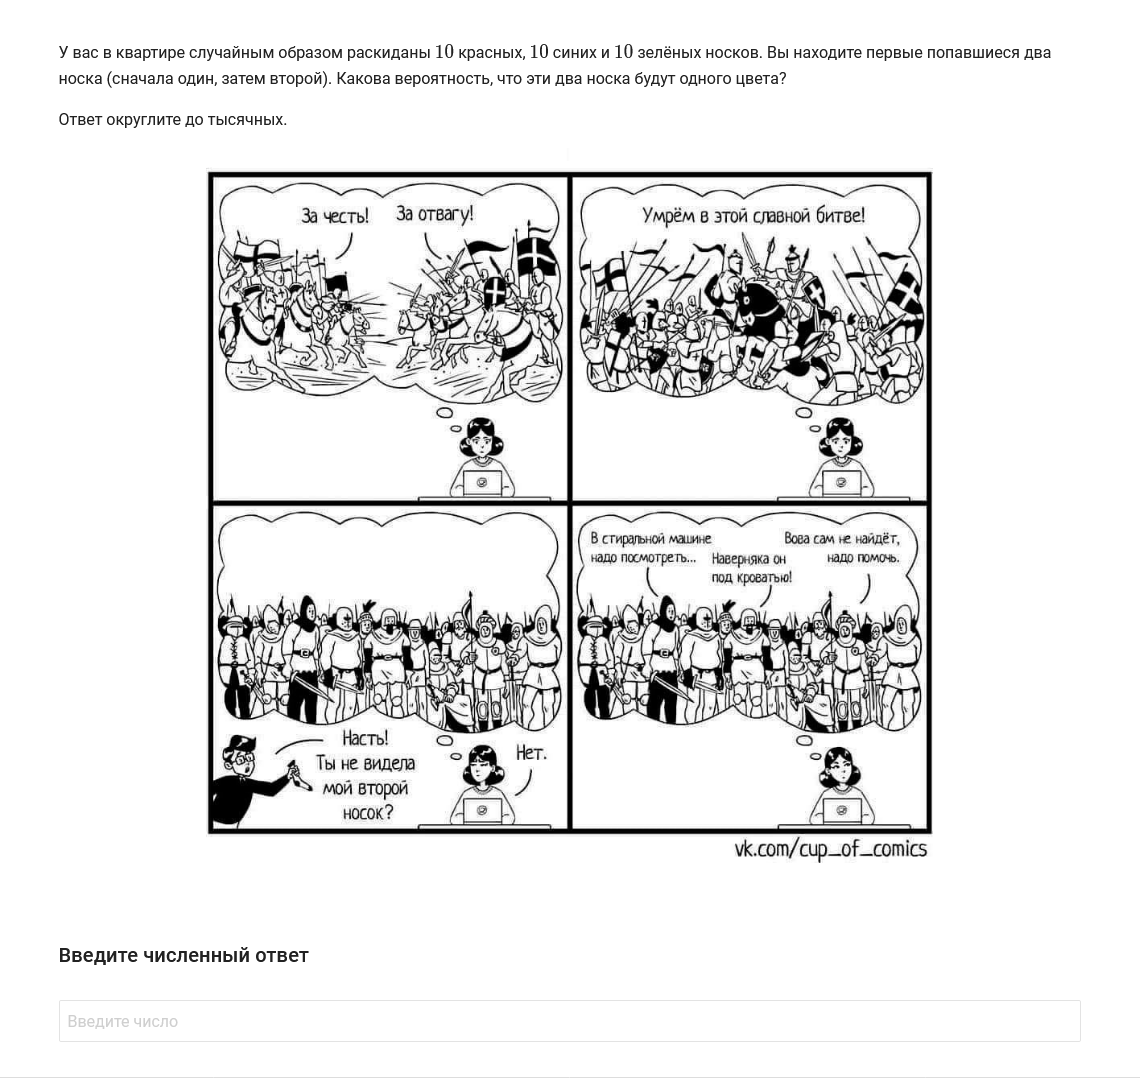 У вас в квартире случайным образом раскиданы 10 красных, 10 синих и 10 зелёных носков. Вы находите первые попавшиеся два
носка (сначала один, затем второй). Какова вероятность, что эти два носка будут одного цвета?
Ответ округлите до тысячных.
За честь!
За отвагу!
Умрём в этой славной битве!
Насть!
Ты не видела
мой второй
носок?
Нет.
В стиральной машине
надо посмотреть...
Наверняка он
под кроватью!
Вова сам не найдёт,
надо помочь.
vk.com/cup_of_comics
Введите численный ответ
Введите число